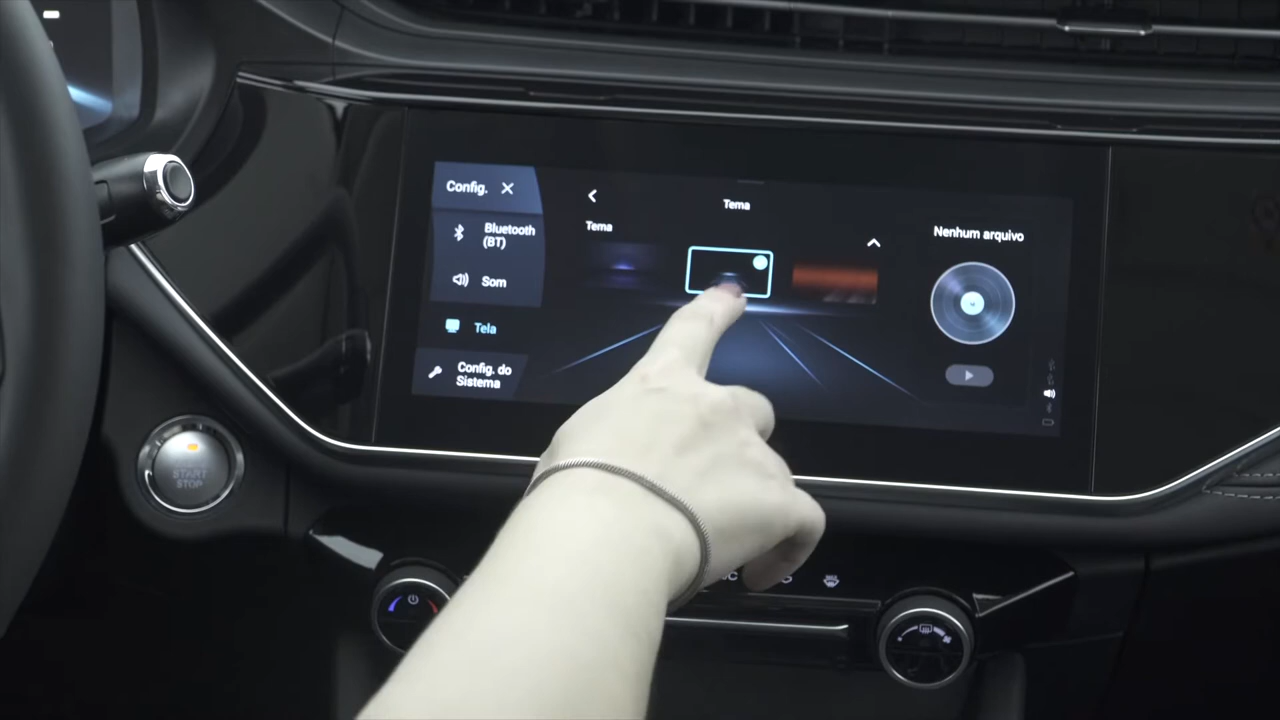 Config.
Bluetooth
(BT)
Som
Tela
Config. do
Sistema
Tema
Tema
Nenhum arquivo
START
STOP